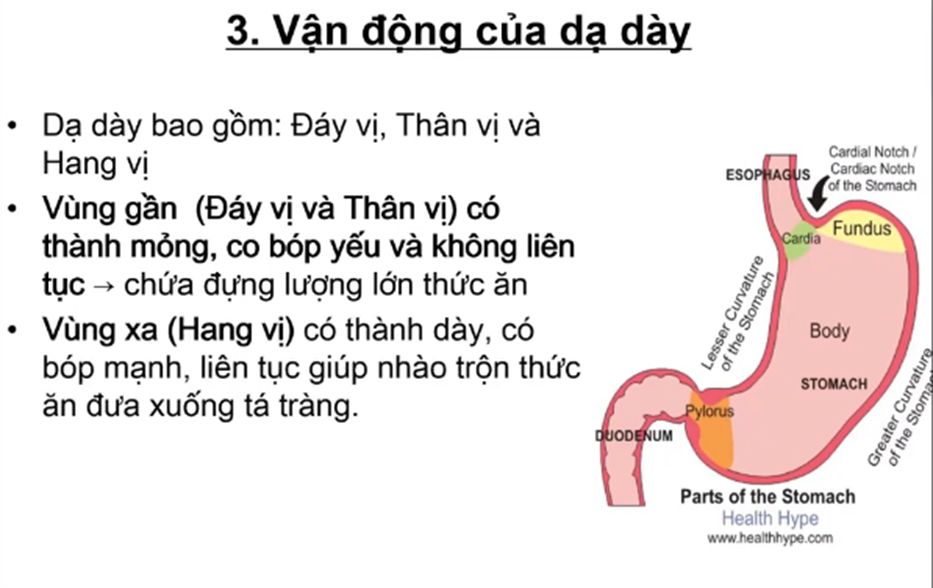 3. Vận động của dạ dày
• Dạ dày bao gồm: Đáy vị, Thân vị và
Hang vị
• Vùng gần (Đáy vị và Thân vị) có
thành mỏng, co bóp yếu và không liên
tục → chứa đựng lượng lớn thức ăn
• Vùng xa (Hang vị) có thành dày, có
bóp mạnh, liên tục giúp nhào trộn thức
ăn đưa xuống tá tràng.
Cardial Notch /
Cardiac Notch
of the Stomach
ESOPHAGUS
Cardia
Fundus
Lesser Curvature
of the Stomach
Body
STOMACH
Greater Curvature
of the Stomac
Pylorus
DUODENUM
Parts of the Stomach
Health Hype
www.healthhype.com